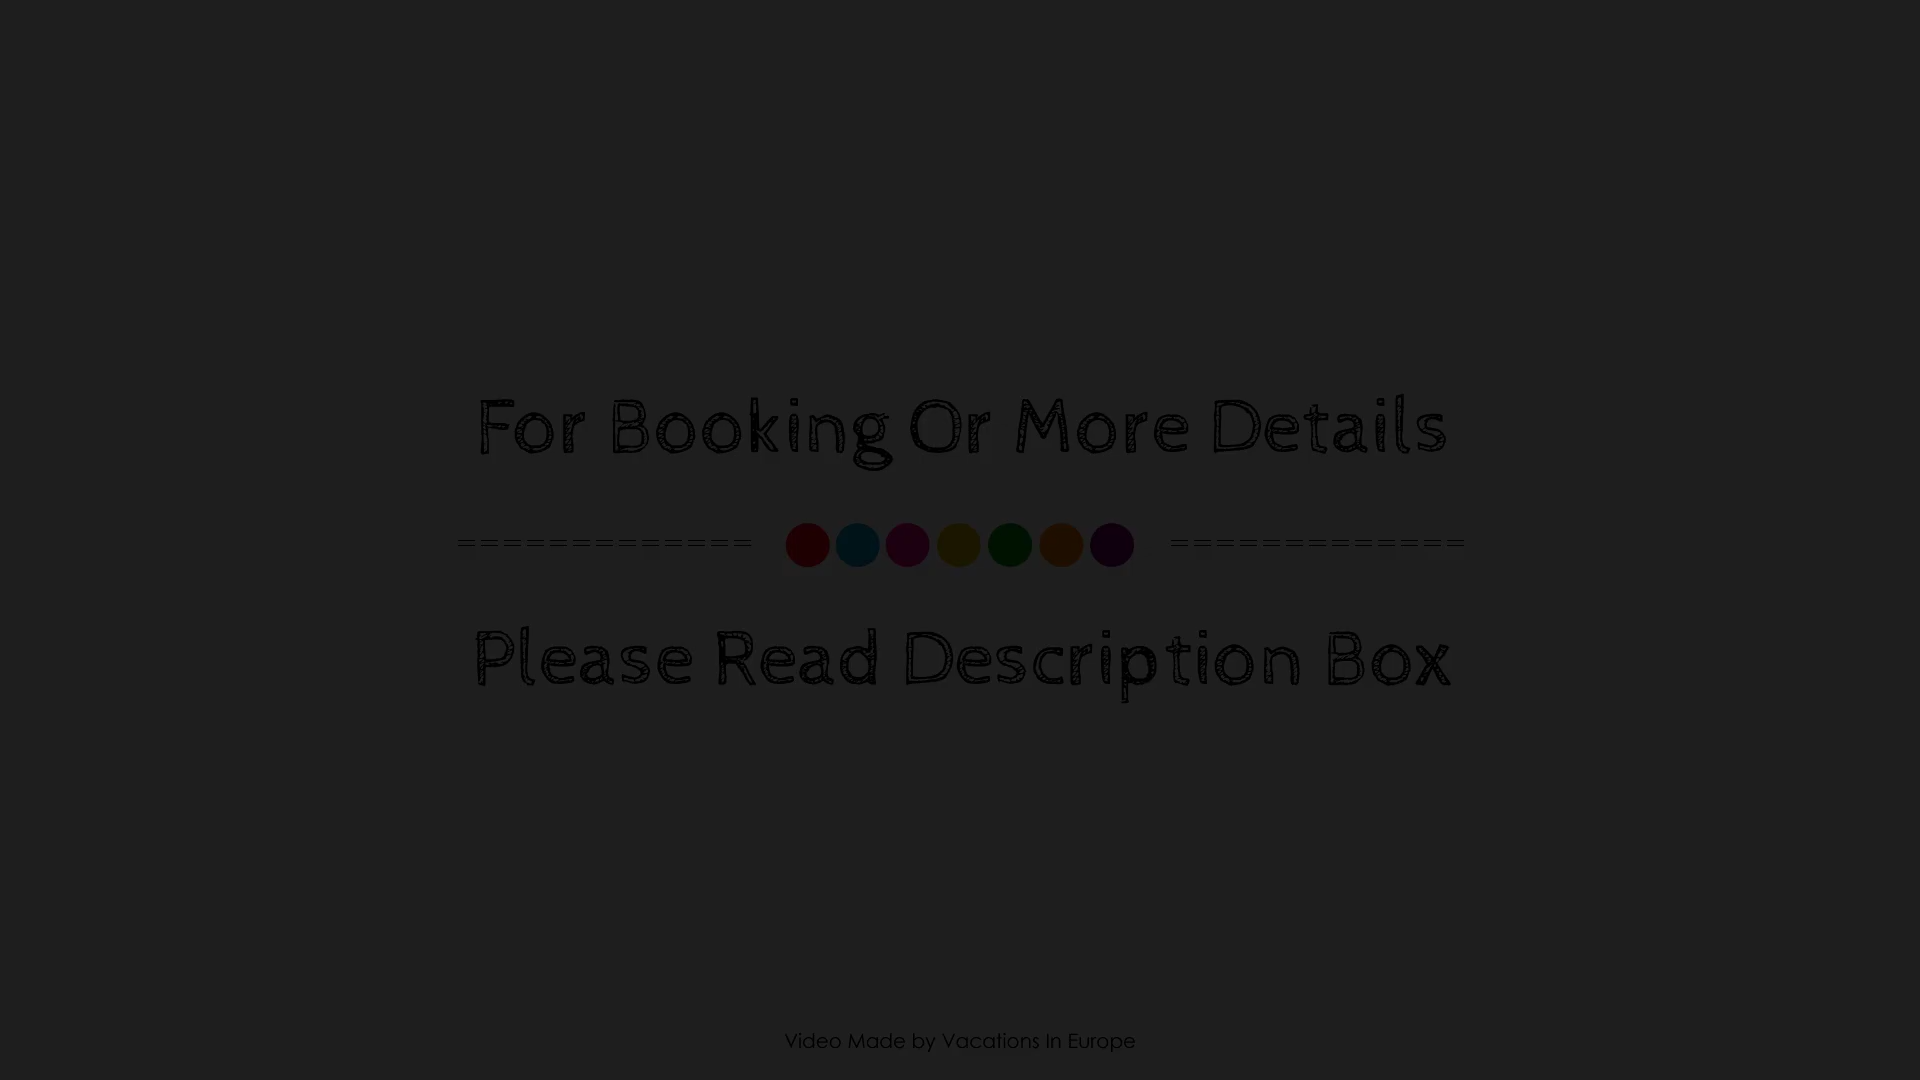 For Booking Or More Details
============= =============
Please Read Description Box
Video Made by Vacations In Europe